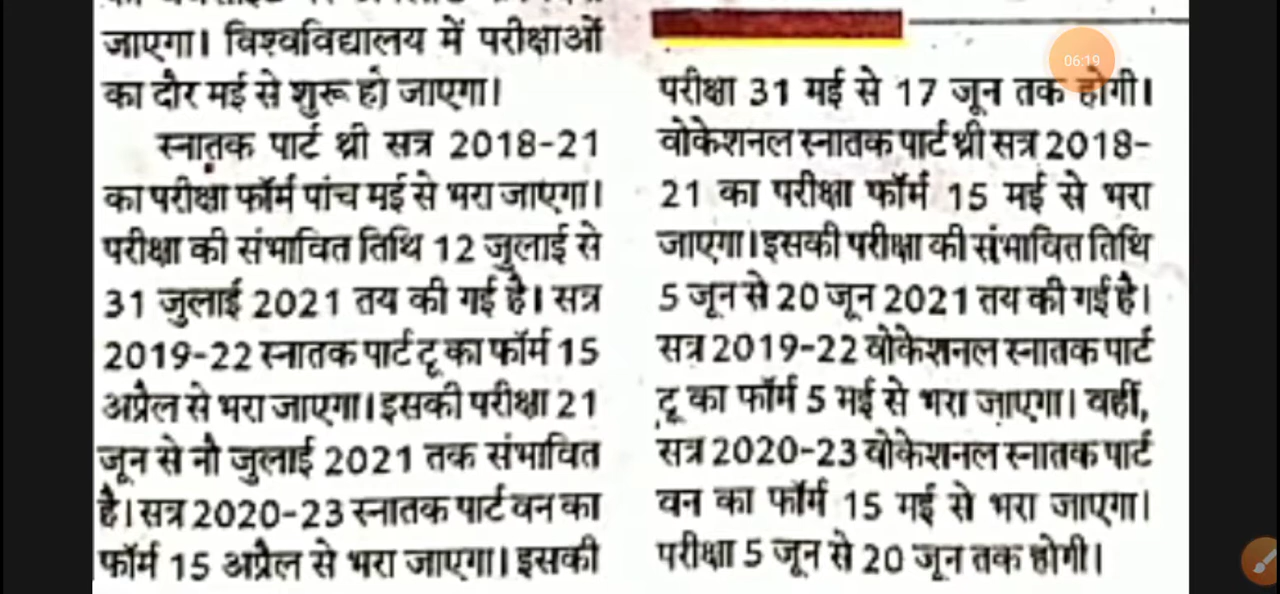 जाएगा। विश्वविद्यालय में परीक्षाओं
का दौर मई से शुरू हो जाएगा।
स्नातक पार्ट थ्री सत्र 2018-21
का परीक्षा फॉर्म पांच मई से भरा जाएगा।
परीक्षा की संभावित तिथि 12 जुलाई से
31 जुलाई 2021 तय की गई है। सत्र
2019-22 स्नातक पार्ट टू का फॉर्म 15
अप्रैल से भरा जाएगा। इसकी परीक्षा 21
जून से नौ जुलाई 2021 तक संभावित
है। सत्र 2020-23 स्नातक पार्ट वन का
फॉर्म 15 अप्रैल से भरा जाएगा। इसकी
06:19
परीक्षा 31 मई से 17 जून तक होगी।
वोकेशनल स्नातक पार्ट थ्री सत्र 2018-
21 का परीक्षा फॉर्म 15 मई से भरा
जाएगा। इसकी परीक्षा की संभावित तिथि
5 जून से 20 जून 2021 तय की गई है।
सत्र 2019-22 वोकेशनल स्नातक पार्ट
टू का फॉर्म 5 मई से भरा जाएगा। वहीं,
सत्र 2020-23 वोकेशनल स्नातक पार्ट
वन का फॉर्म 15 मई से भरा जाएगा।
परीक्षा 5 जून से 20 जून तक होगी।